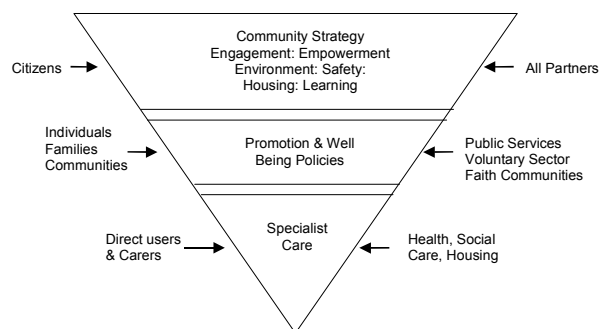 Community Strategy
Engagement: Empowerment
Environment: Safety:
Housing: Learning
Citizens
All Partners
Individuals
Families
Communities
Promotion & Well
Being Policies
Public Services
Voluntary Sector
Faith Communities
Specialist
Care
Direct users
& Carers
Health, Social
Care, Housing